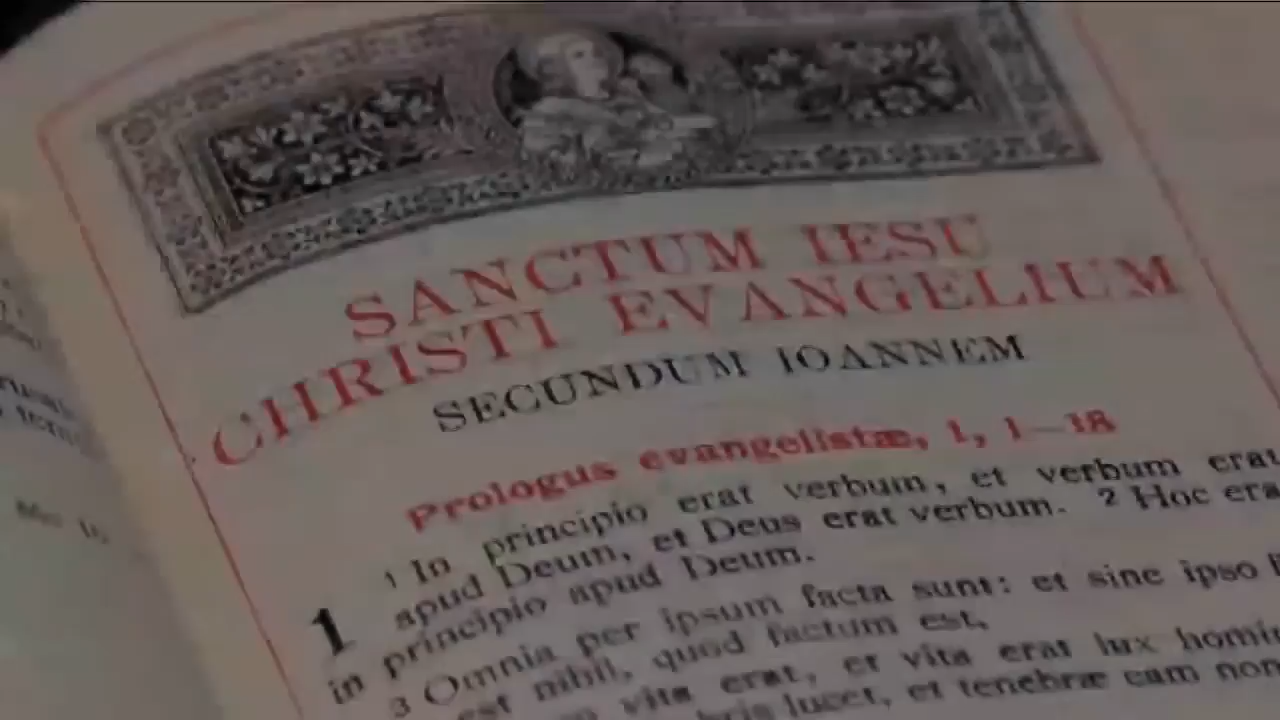 SANCTUM IESU
CHRISTI EVANGELIUM
SECUNDUM IOANNEM
Prologus evangelistæ, 1, 1—18
1 1 In principio erat verbum, et verbum erat
apud Deum, et Deus erat verbum. 2 Hoc era
in principio apud Deum.
3 Omnia per ipsum facta sunt: et sine ipso
est nihil, quod factum est,
vita erat, et vita erat lux homi
lucet, et tenebræ eam non